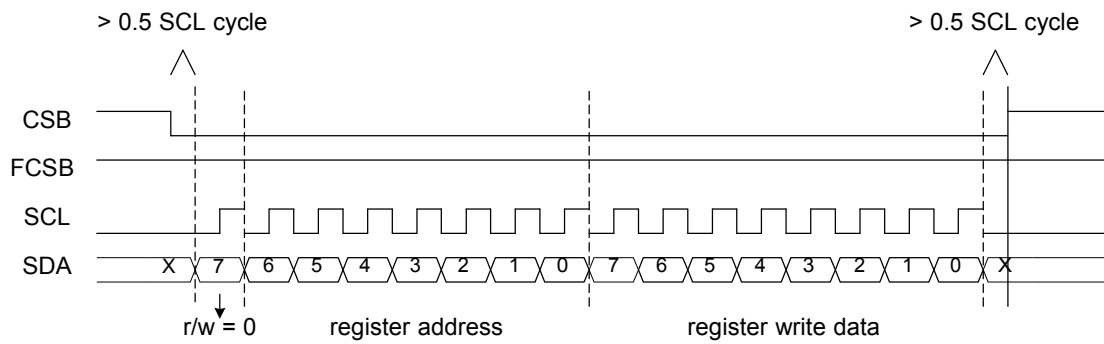 > 0.5 SCL cycle > 0.5 SCL cycle
CSB
FCSB
SCL
SDA X 7 6 5 4 3 2 1 0 7 6 5 4 3 2 1 0 X
r/w = 0 register address register write data